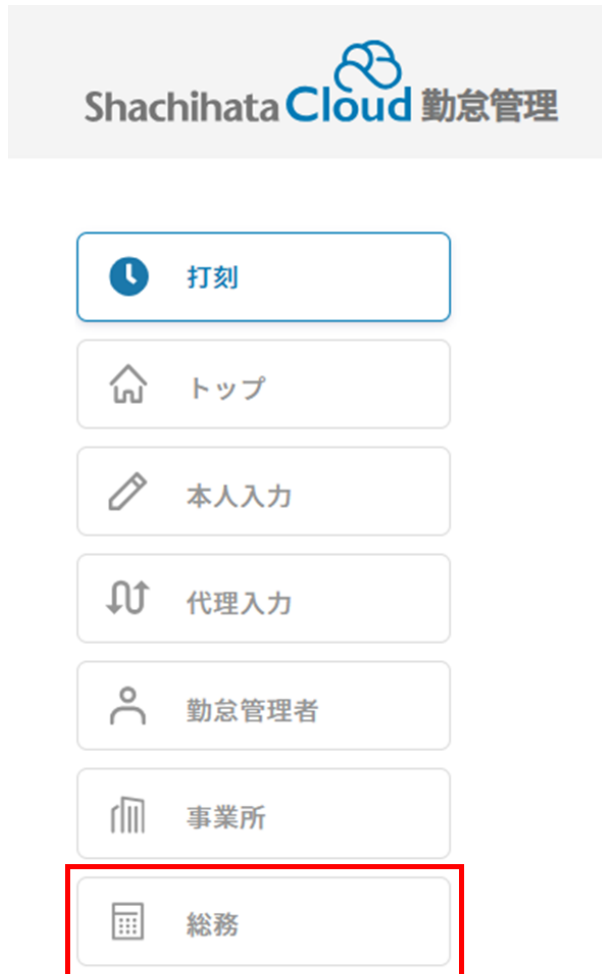 Shachihata Cloud 勤怠管理
打刻
トップ
本人入力
代理入力
勤怠管理者
事業所
総務